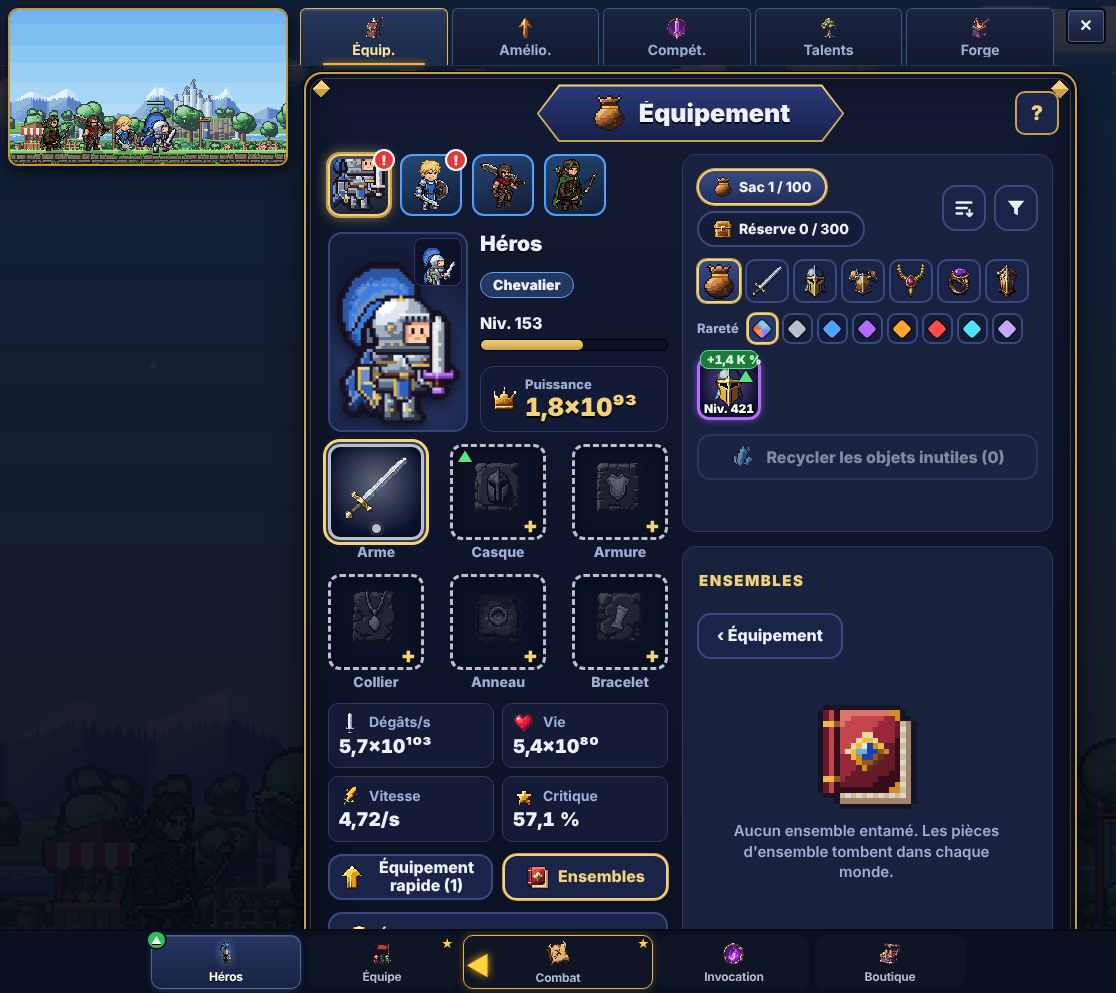 Équip.
Amélio.
Compét.
Talents
Forge
×
Équipement
?
!
!
Héros
Chevalier
Niv. 153
Puissance
1,8×10⁹³
Sac 1 / 100
Réserve 0 / 300
Rareté
+1,4 K %
Niv. 421
Recycler les objets inutiles (0)
Arme
Casque
Armure
Collier
Anneau
Bracelet
ENSEMBLES
‹ Équipement
Aucun ensemble entamé. Les pièces
d'ensemble tombent dans chaque
monde.
Dégâts/s
5,7×10¹⁰³
Vie
5,4×10⁸⁰
Vitesse
4,72/s
Critique
57,1 %
Équipement
rapide (1)
Ensembles
Héros
Équipe
Combat
Invocation
Boutique